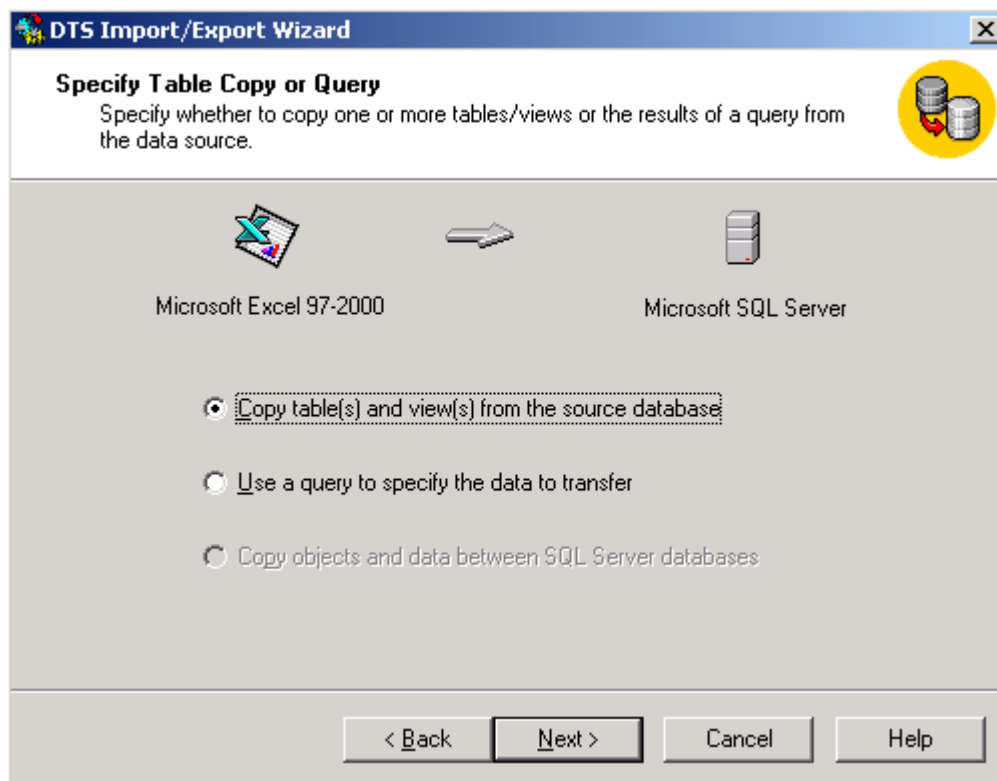 DTS Import/Export Wizard
Specify Table Copy or Query
Specify whether to copy one or more tables/views or the results of a query from
the data source.
Microsoft Excel 97-2000
Microsoft SQL Server
Copy table(s) and view(s) from the source database
Use a query to specify the data to transfer
Copy objects and data between SQL Server databases
< Back
Next >
Cancel
Help